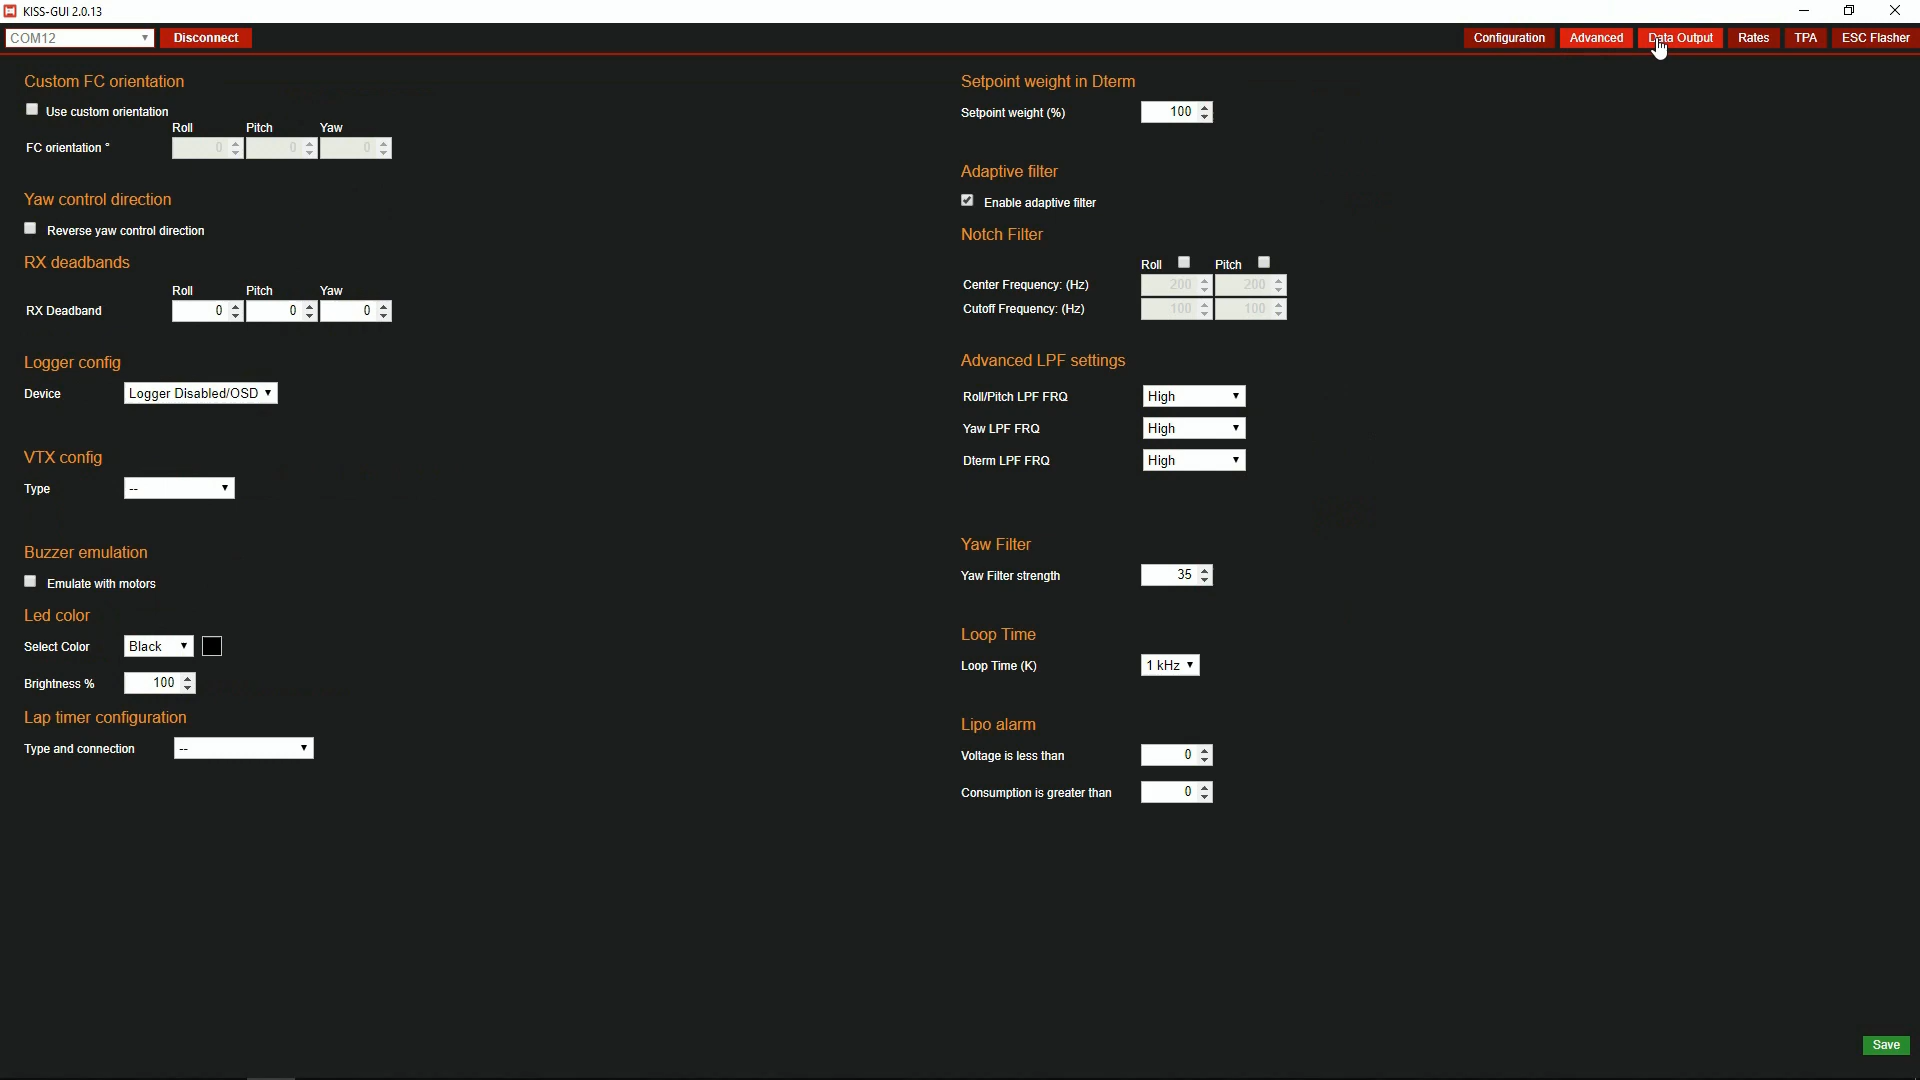 KISS-GUI 2.0.13
COM12 Disconnect Configuration Advanced Data Output Rates TPA ESC Flasher
Custom FC orientation
Use custom orientation
Roll Pitch Yaw
FC orientation ° 0 0 0
Yaw control direction
Reverse yaw control direction
RX deadbands
Roll Pitch Yaw
RX Deadband 0 0 0
Logger config
Device Logger Disabled/OSD
VTX config
Type --
Buzzer emulation
Emulate with motors
Led color
Select Color Black
Brightness % 100
Lap timer configuration
Type and connection --
Setpoint weight in Dterm
Setpoint weight (%) 100
Adaptive filter
Enable adaptive filter
Notch Filter
Roll Pitch
Center Frequency: (Hz) 200 200
Cutoff Frequency: (Hz) 100 100
Advanced LPF settings
Roll/Pitch LPF FRQ High
Yaw LPF FRQ High
Dterm LPF FRQ High
Yaw Filter
Yaw Filter strength 35
Loop Time
Loop Time (K) 1 kHz
Lipo alarm
Voltage is less than 0
Consumption is greater than 0
Save